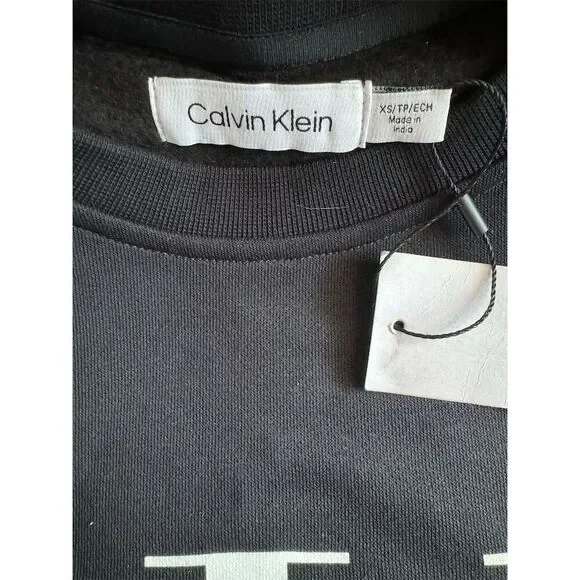 Calvin Klein
XS/TP/ECH
Made in
India